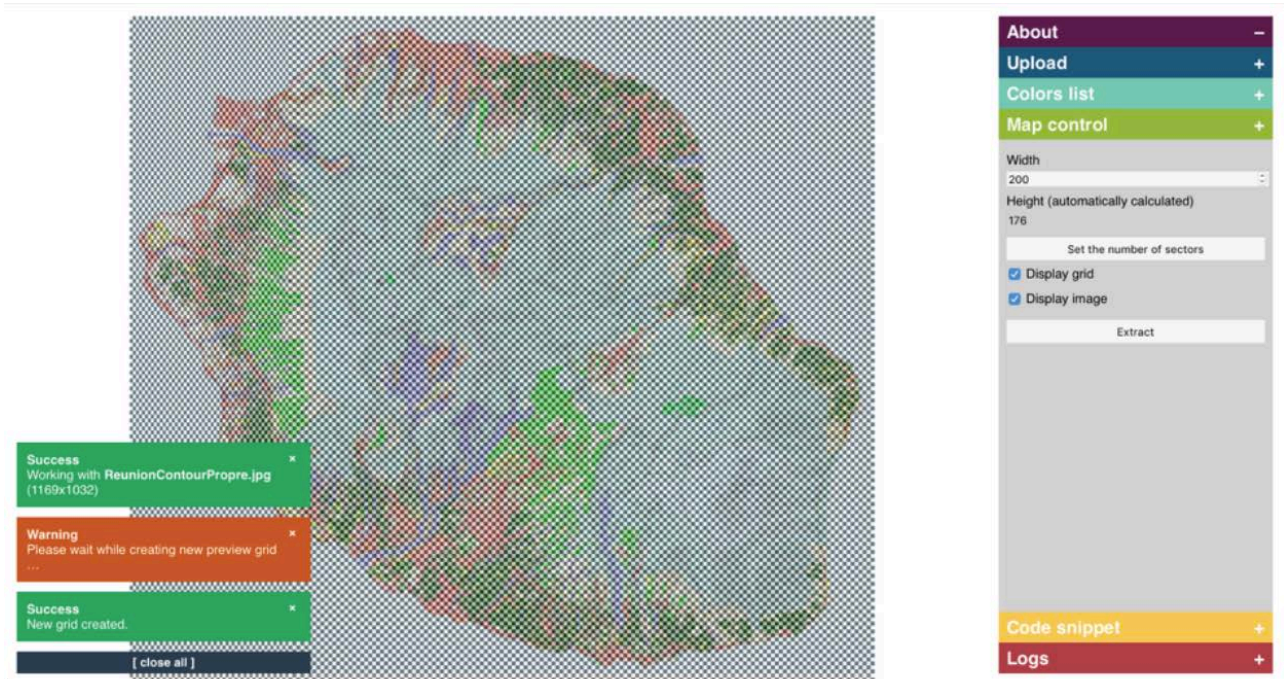 About −
Upload +
Colors list +
Map control +
Width
200
Height (automatically calculated)
176
Set the number of sectors
Display grid
Display image
Extract
Success ×
Working with ReunionContourPropre.jpg
(1169x1032)
Warning ×
Please wait while creating new preview grid
...
Success ×
New grid created.
[ close all ]
Code snippet +
Logs +